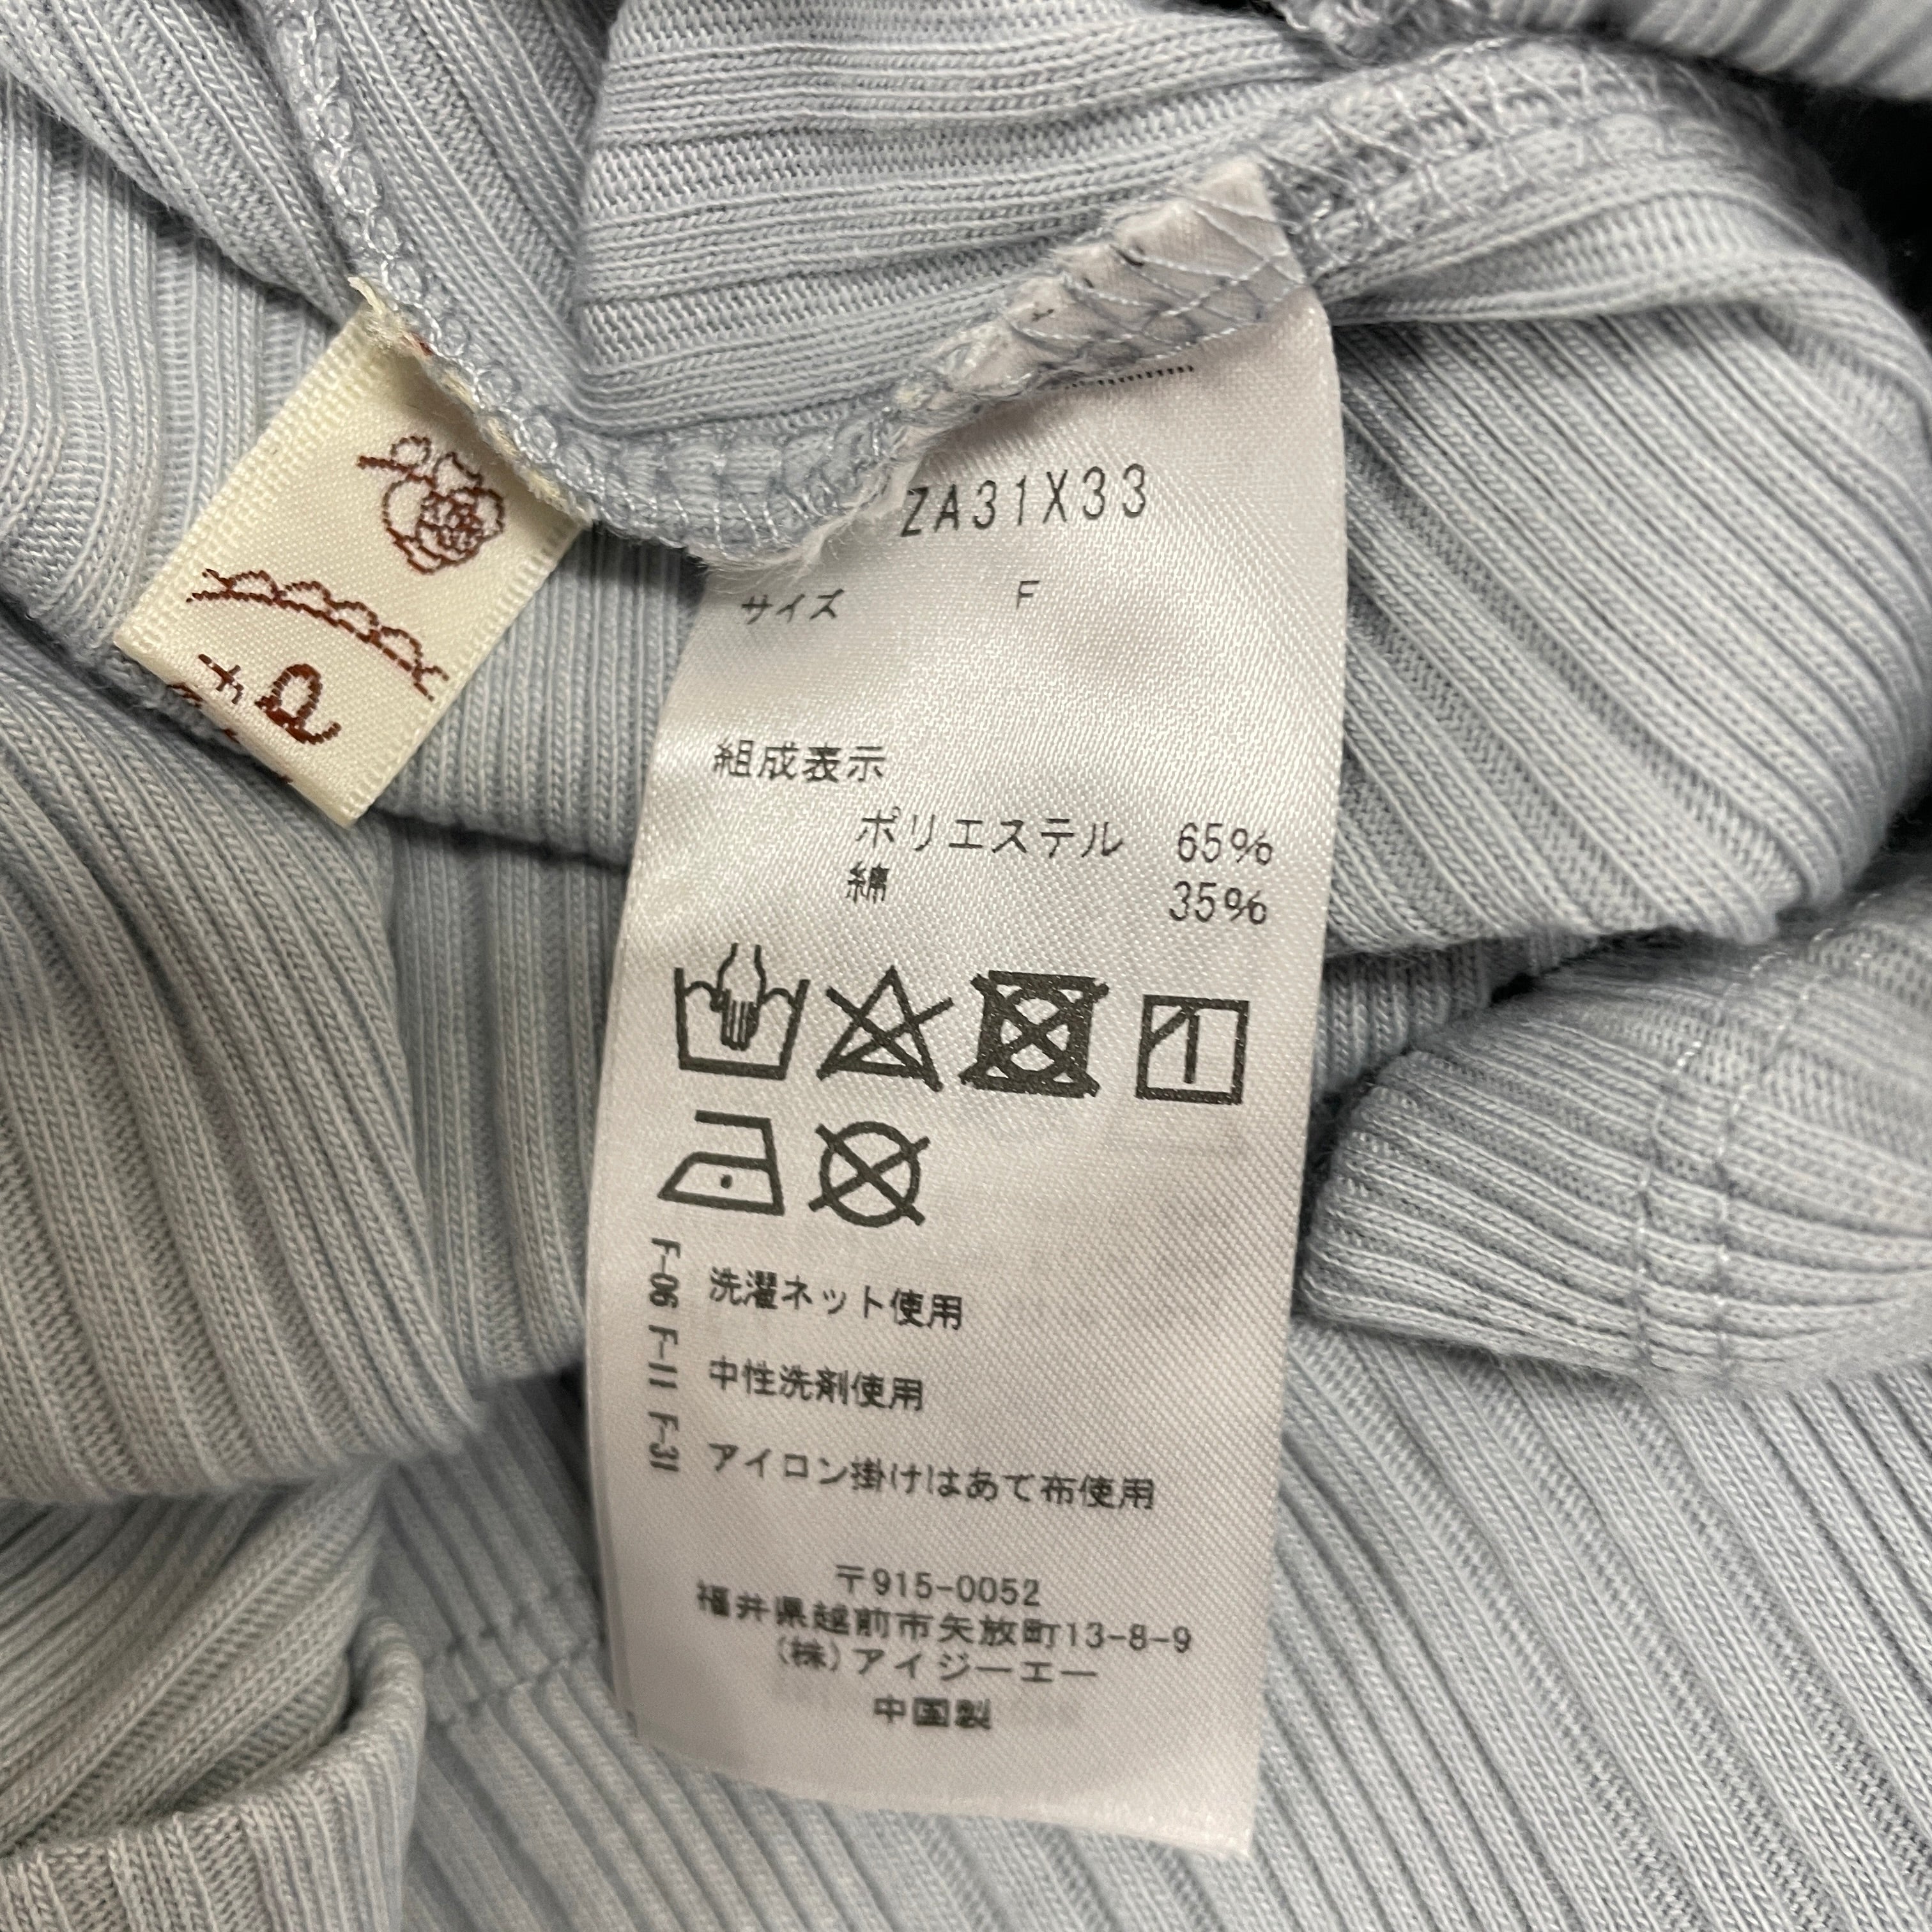 ZA31X33
サイズ F
組成表示
ポリエステル 65%
綿 35%
F-06 洗濯ネット使用
F-11 中性洗剤使用
F-31 アイロン掛けはあて布使用
〒915-0052
福井県越前市矢放町13-8-9
(株)アイジーエー
中国製